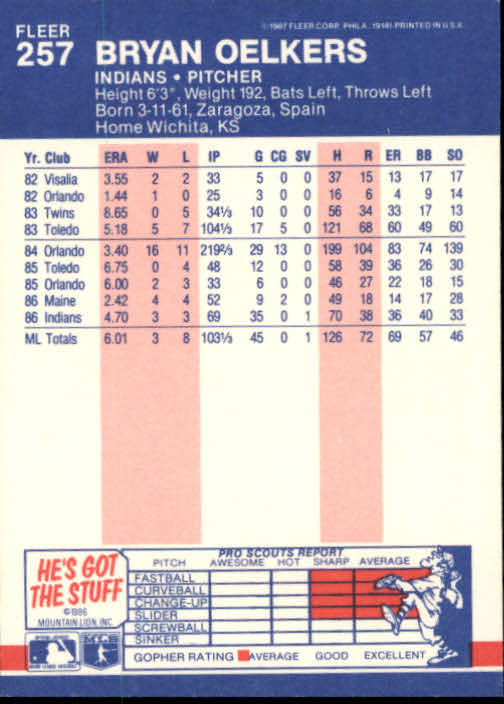 FLEER
257 BRYAN OELKERS
©1987 FLEER CORP. PHILA. 19141 PRINTED IN U.S.A.
INDIANS • PITCHER
Height 6'3", Weight 192, Bats Left, Throws Left
Born 3-11-61, Zaragoza, Spain
Home Wichita, KS
Yr. Club ERA W L IP G CG SV H R ER BB SO
82 Visalia 3.55 2 2 33 5 0 0 37 15 13 17 17
82 Orlando 1.44 1 0 25 3 0 0 16 6 4 9 14
83 Twins 8.65 0 5 34⅓ 10 0 0 56 34 33 17 13
83 Toledo 5.18 5 7 104⅓ 17 5 0 121 68 60 49 60
84 Orlando 3.40 16 11 219⅔ 29 13 0 199 104 83 74 139
85 Toledo 6.75 0 4 48 12 0 0 58 39 36 26 30
85 Orlando 6.00 2 3 33 6 0 0 46 27 22 18 15
86 Maine 2.42 4 4 52 9 2 0 49 18 14 17 28
86 Indians 4.70 3 3 69 35 0 1 70 38 36 40 33
ML Totals 6.01 3 8 103⅓ 45 0 1 126 72 69 57 46
HE'S GOT
THE STUFF
©1986
MOUNTAIN LION, INC.
PRO SCOUTS REPORT
PITCH AWESOME HOT SHARP AVERAGE
FASTBALL
CURVEBALL
CHANGE-UP
SLIDER
SCREWBALL
SINKER
GOPHER RATING AVERAGE GOOD EXCELLENT